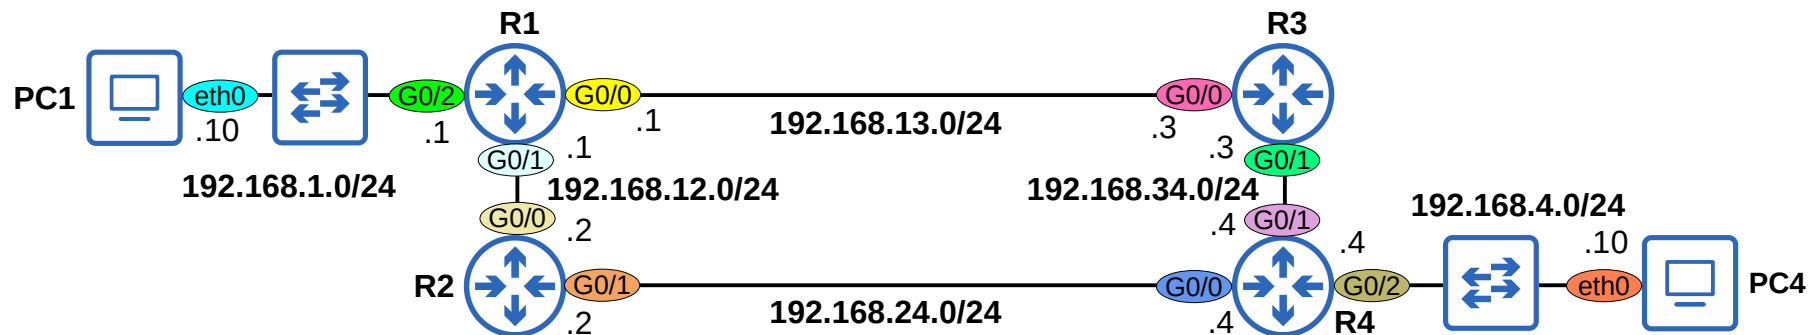 R1
R3
PC1
eth0
G0/2
G0/0
G0/0
.10
.1
.1
192.168.13.0/24
.3
.1
.3
G0/1
G0/1
192.168.1.0/24
192.168.12.0/24
192.168.34.0/24
192.168.4.0/24
G0/0
G0/1
.2
.4
.4
.10
R2
G0/1
G0/0
G0/2
eth0
PC4
.2
192.168.24.0/24
.4
R4